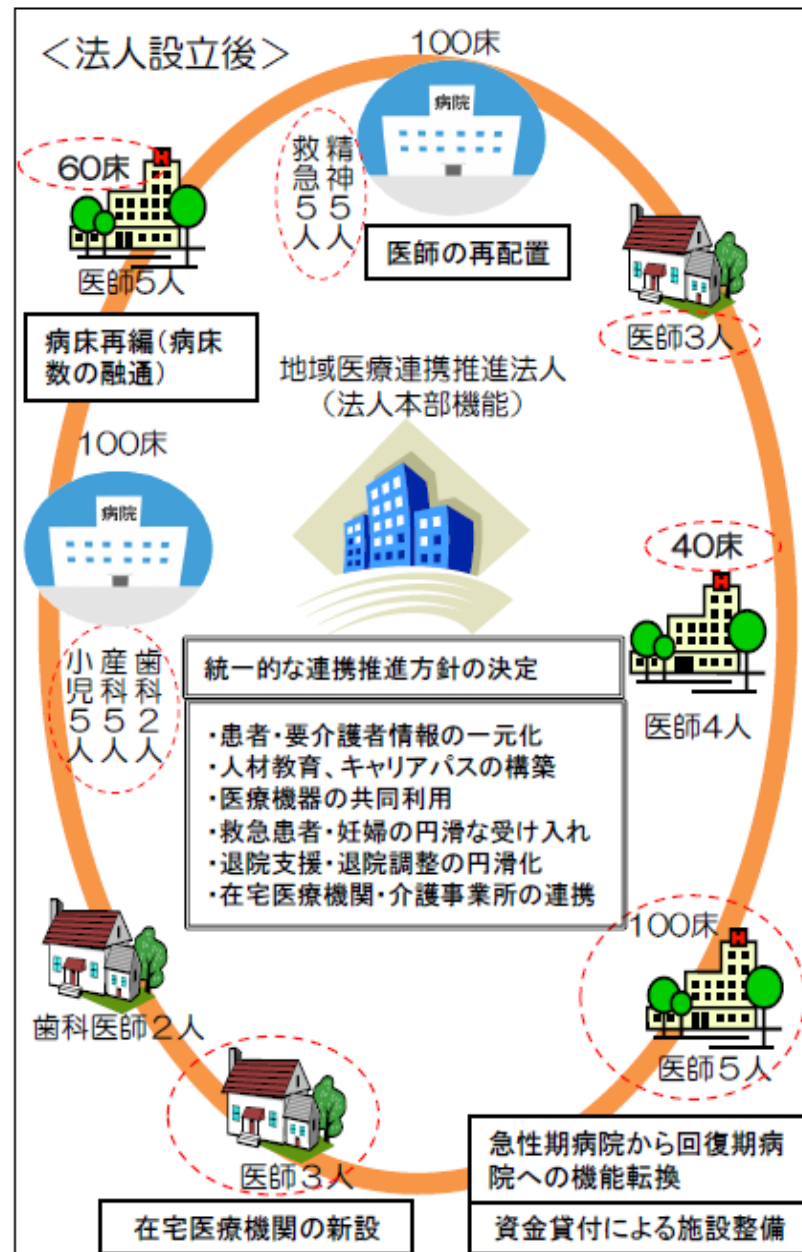 ＜法人設立後＞
100床
病院
精神５人
救急５人
医師の再配置
60床
医師５人
病床再編（病床
数の融通）
医師３人
地域医療連携推進法人
（法人本部機能）
100床
病院
歯科２人
産科５人
小児５人
40床
医師４人
統一的な連携推進方針の決定
・患者・要介護者情報の一元化
・人材教育、キャリアパスの構築
・医療機器の共同利用
・救急患者・妊婦の円滑な受け入れ
・退院支援・退院調整の円滑化
・在宅医療機関・介護事業所の連携
100床
医師５人
歯科医師２人
医師３人
急性期病院から回復期病
院への機能転換
資金貸付による施設整備
在宅医療機関の新設